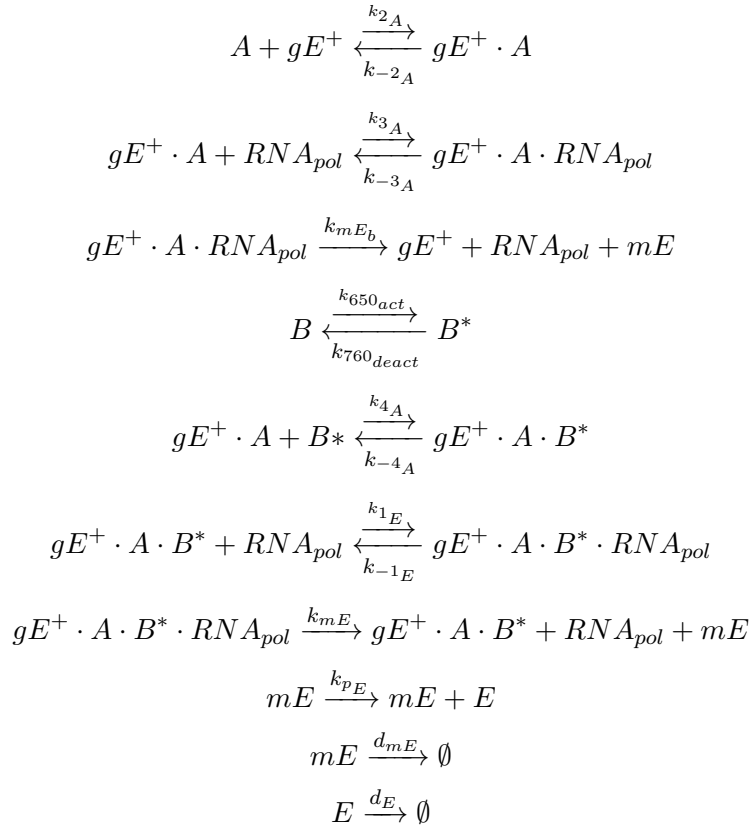 A + gE⁺ ⇄ gE⁺ · A (k_{2_A}, k_{-2_A})
gE⁺ · A + RNA_{pol} ⇄ gE⁺ · A · RNA_{pol} (k_{3_A}, k_{-3_A})
gE⁺ · A · RNA_{pol} → gE⁺ + RNA_{pol} + mE (k_{mE_b})
B ⇄ B* (k_{650_{act}}, k_{760_{deact}})
gE⁺ · A + B* ⇄ gE⁺ · A · B* (k_{4_A}, k_{-4_A})
gE⁺ · A · B* + RNA_{pol} ⇄ gE⁺ · A · B* · RNA_{pol} (k_{1_E}, k_{-1_E})
gE⁺ · A · B* · RNA_{pol} → gE⁺ · A · B* + RNA_{pol} + mE (k_{mE})
mE → mE + E (k_{p_E})
mE → ∅ (d_{mE})
E → ∅ (d_E)